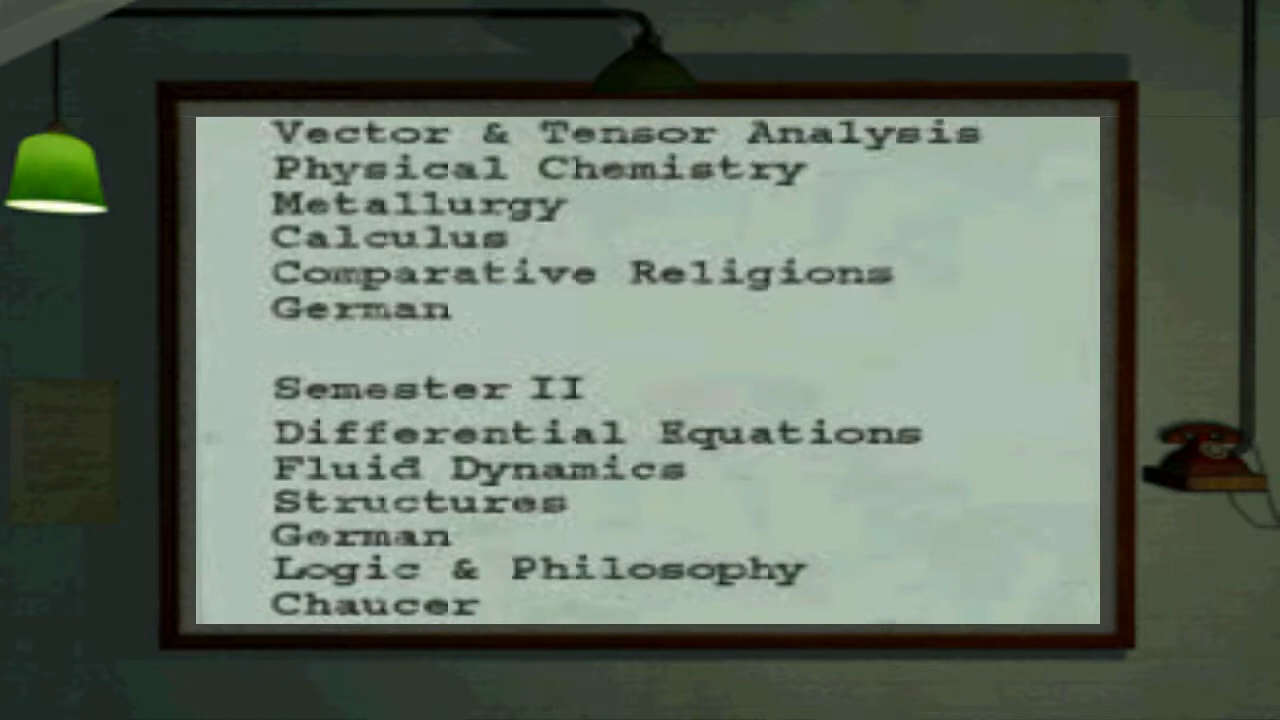 Vector & Tensor Analysis
Physical Chemistry
Metallurgy
Calculus
Comparative Religions
German
Semester II
Differential Equations
Fluid Dynamics
Structures
German
Logic & Philosophy
Chaucer